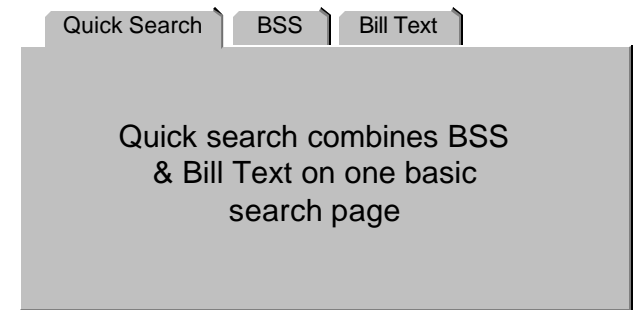 Quick Search BSS Bill Text
Quick search combines BSS
& Bill Text on one basic
search page